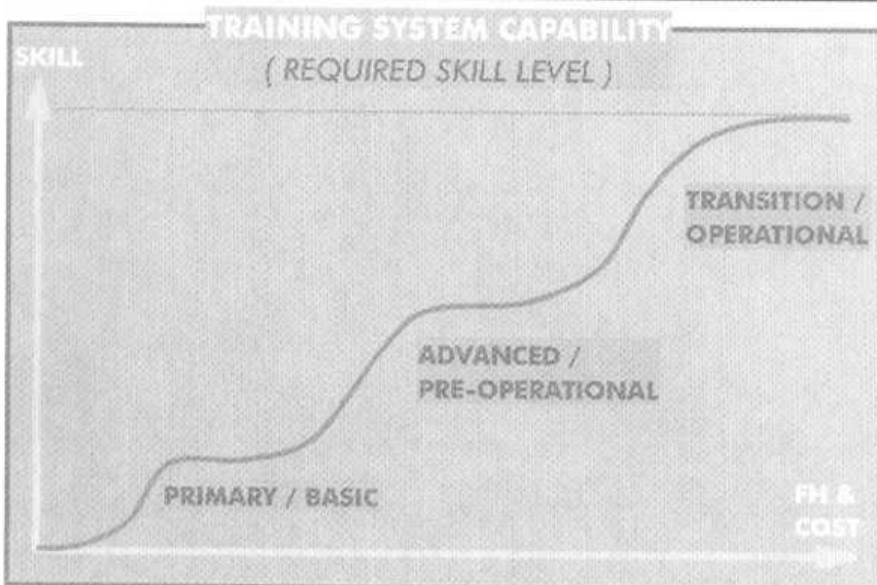 TRAINING SYSTEM CAPABILITY
SKILL
( REQUIRED SKILL LEVEL )
TRANSITION /
OPERATIONAL
ADVANCED /
PRE-OPERATIONAL
PRIMARY / BASIC
FH &
COST